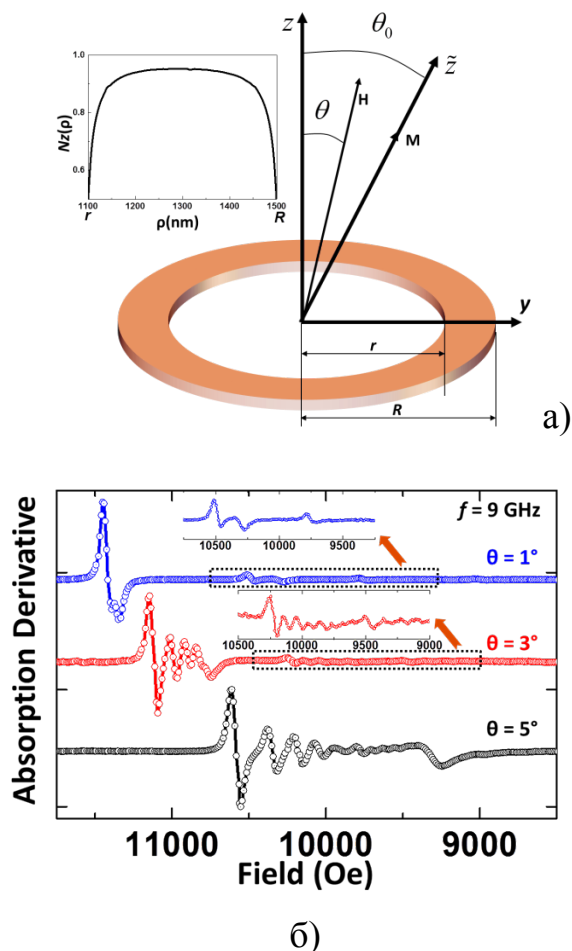 z
θ₀
z̃
θ
H
M
Nz(ρ)
1.0
0.8
0.6
1100
1200
1300
1400
1500
r
ρ(nm)
R
y
r
R
а)
Absorption Derivative
f = 9 GHz
10500
10000
9500
θ = 1°
10500
10000
9500
9000
θ = 3°
θ = 5°
11000
10000
9000
Field (Oe)
б)